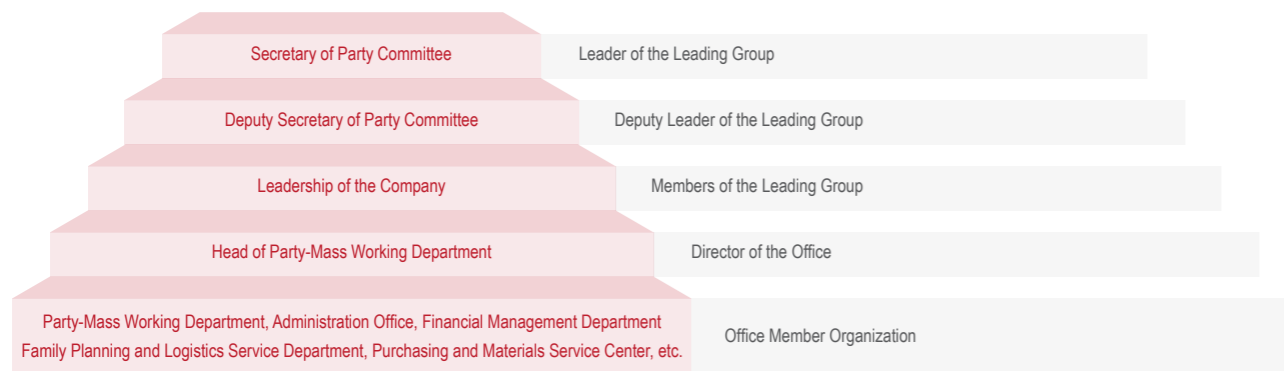 Secretary of Party Committee
Leader of the Leading Group
Deputy Secretary of Party Committee
Deputy Leader of the Leading Group
Leadership of the Company
Members of the Leading Group
Head of Party-Mass Working Department
Director of the Office
Party-Mass Working Department, Administration Office, Financial Management Department
Family Planning and Logistics Service Department, Purchasing and Materials Service Center, etc.
Office Member Organization